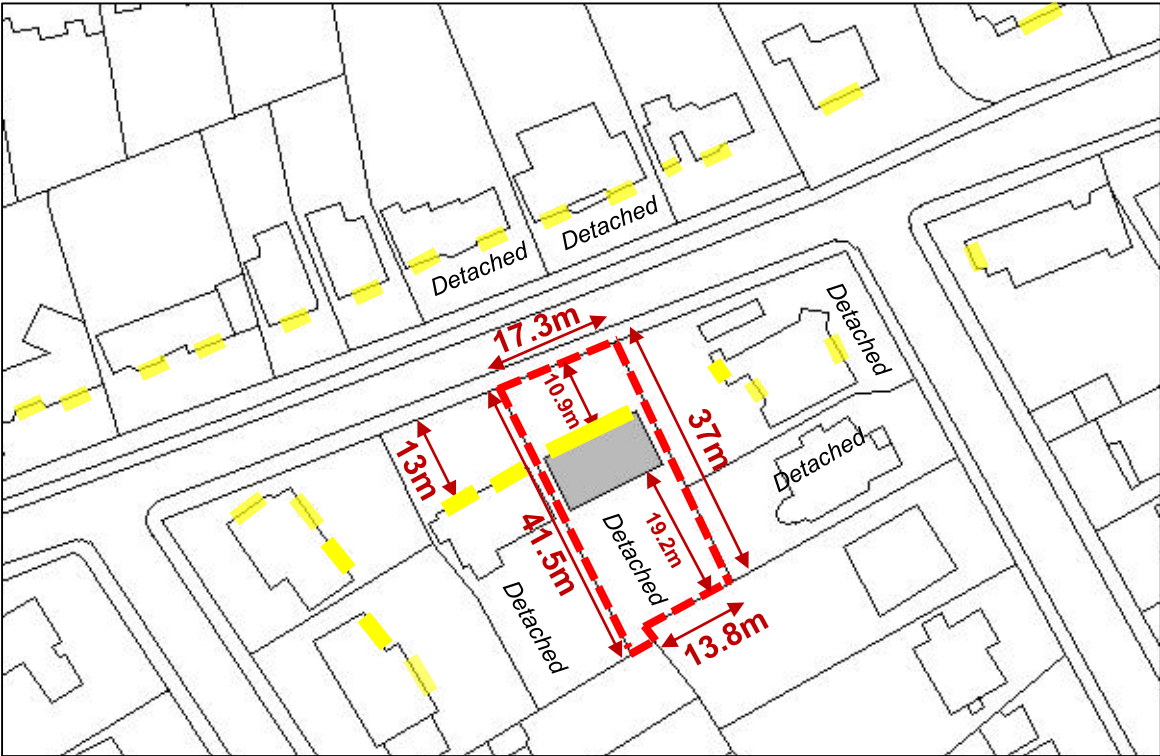 Detached
Detached
Detached
17.3m
10.9m
13m
37m
Detached
41.5m
19.2m
Detached
Detached
13.8m